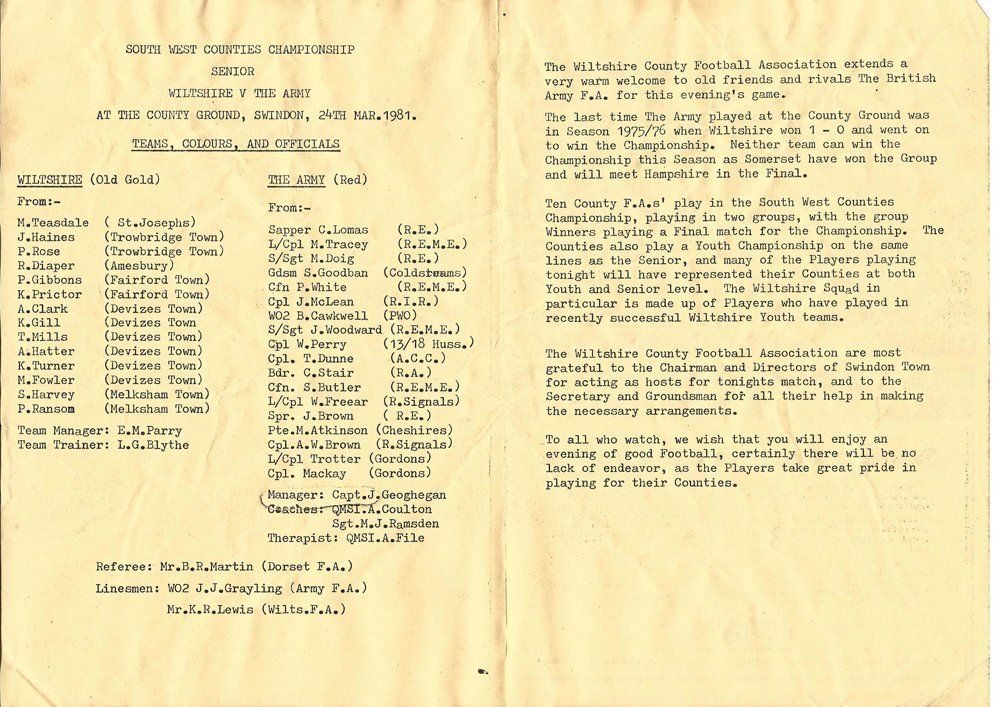 SOUTH WEST COUNTIES CHAMPIONSHIP
SENIOR
WILTSHIRE V THE ARMY
AT THE COUNTY GROUND, SWINDON, 24TH MAR.1981.
TEAMS, COLOURS, AND OFFICIALS
WILTSHIRE (Old Gold)
From:-
M.Teasdale ( St.Josephs)
J.Haines (Trowbridge Town)
P.Rose (Trowbridge Town)
R.Diaper (Amesbury)
P.Gibbons (Fairford Town)
K.Prictor (Fairford Town)
A.Clark (Devizes Town)
K.Gill (Devizes Town
T.Mills (Devizes Town)
A.Hatter (Devizes Town)
K.Turner (Devizes Town)
M.Fowler (Devizes Town)
S.Harvey (Melksham Town)
P.Ransom (Melksham Town)
Team Manager: E.M.Parry
Team Trainer: L.G.Blythe
THE ARMY (Red)
From:-
Sapper C.Lomas (R.E.)
L/Cpl M.Tracey (R.E.M.E.)
S/Sgt M.Doig (R.E.)
Gdsm S.Goodban (Coldstreams)
Cfn P.White (R.E.M.E.)
Cpl J.McLean (R.I.R.)
WO2 B.Cawkwell (PWO)
S/Sgt J.Woodward (R.E.M.E.)
Cpl W.Perry (13/18 Huss.)
Cpl. T.Dunne (A.C.C.)
Bdr. C.Stair (R.A.)
Cfn. S.Butler (R.E.M.E.)
L/Cpl W.Freear (R.Signals)
Spr. J.Brown ( R.E.)
Pte.M.Atkinson (Cheshires)
Cpl.A.W.Brown (R.Signals)
L/Cpl Trotter (Gordons)
Cpl. Mackay (Gordons)
Manager: Capt.J.Geoghegan
Coaches: QMSI.A.Coulton
Sgt.M.J.Ramsden
Therapist: QMSI.A.File
Referee: Mr.B.R.Martin (Dorset F.A.)
Linesmen: WO2 J.J.Grayling (Army F.A.)
Mr.K.R.Lewis (Wilts.F.A.)
The Wiltshire County Football Association extends a
very warm welcome to old friends and rivals The British
Army F.A. for this evening's game.
The last time The Army played at the County Ground was
in Season 1975/76 when Wiltshire won 1 - 0 and went on
to win the Championship. Neither team can win the
Championship this Season as Somerset have won the Group
and will meet Hampshire in the Final.
Ten County F.A.s' play in the South West Counties
Championship, playing in two groups, with the group
Winners playing a Final match for the Championship. The
Counties also play a Youth Championship on the same
lines as the Senior, and many of the Players playing
tonight will have represented their Counties at both
Youth and Senior level. The Wiltshire Squad in
particular is made up of Players who have played in
recently successful Wiltshire Youth teams.
The Wiltshire County Football Association are most
grateful to the Chairman and Directors of Swindon Town
for acting as hosts for tonights match, and to the
Secretary and Groundsman for all their help in making
the necessary arrangements.
To all who watch, we wish that you will enjoy an
evening of good Football, certainly there will be no
lack of endeavor, as the Players take great pride in
playing for their Counties.